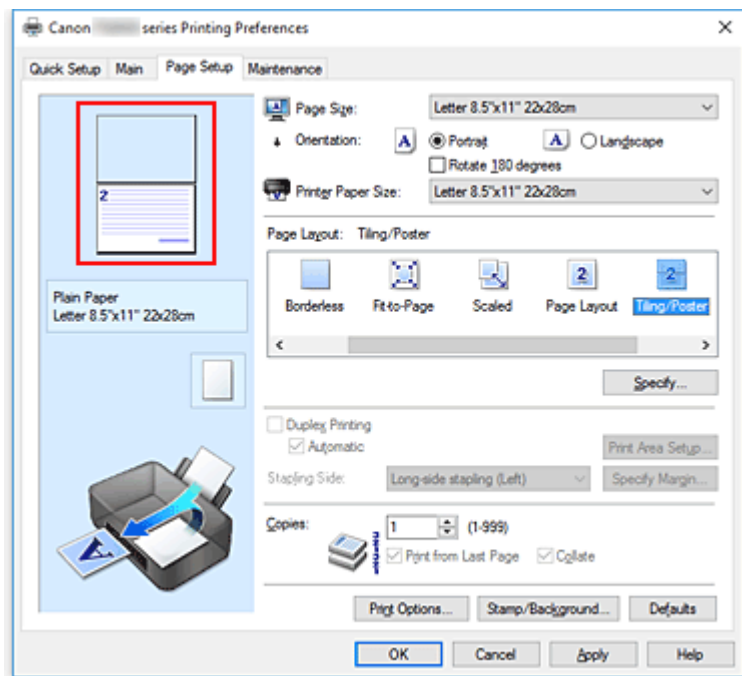 Canon series Printing Preferences
Quick Setup Main Page Setup Maintenance
2
Plain Paper
Letter 8.5"x11" 22x28cm
A
Page Size: Letter 8.5"x11" 22x28cm
Orientation: A Portrait A Landscape
Rotate 180 degrees
Printer Paper Size: Letter 8.5"x11" 22x28cm
Page Layout: Tiling/Poster
2 2
Borderless Fit-to-Page Scaled Page Layout Tiling/Poster
Specify...
Duplex Printing
Automatic Print Area Setup...
Stapling Side: Long-side stapling (Left) Specify Margin...
Copies: 1 (1-999)
Print from Last Page Collate
Print Options... Stamp/Background... Defaults
OK Cancel Apply Help